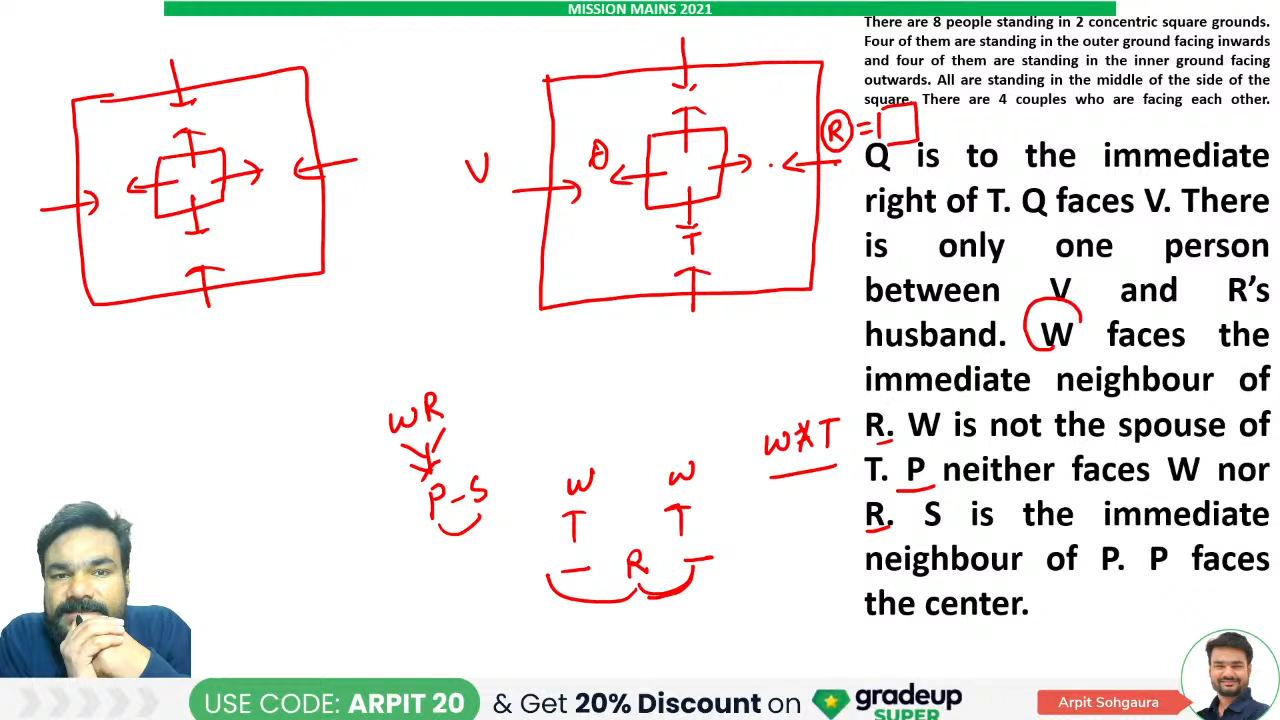 MISSION MAINS 2021
There are 8 people standing in 2 concentric square grounds.
Four of them are standing in the outer ground facing inwards
and four of them are standing in the inner ground facing
outwards. All are standing in the middle of the side of the
square. There are 4 couples who are facing each other.
R =
Q is to the immediate
right of T. Q faces V. There
is only one person
between V and R's
husband. W faces the
immediate neighbour of
R. W is not the spouse of
T. P neither faces W nor
R. S is the immediate
neighbour of P. P faces
the center.
V
T
W R
P - S
W W
T T
R
W T
USE CODE: ARPIT 20 & Get 20% Discount on gradeup
SUPER
Arpit Sohgaura